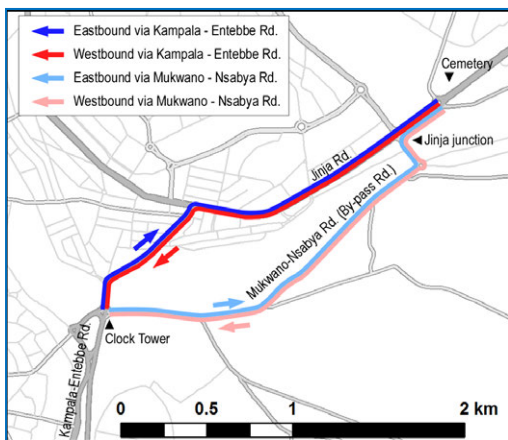 Eastbound via Kampala - Entebbe Rd.
Westbound via Kampala - Entebbe Rd.
Eastbound via Mukwano - Nsabya Rd.
Westbound via Mukwano - Nsabya Rd.
Cemetery
Jinja junction
Jinja Rd.
Mukwano-Nsabya Rd. (By-pass Rd.)
Clock Tower
Kampala-Entebbe Rd.
0 0.5 1 2 km